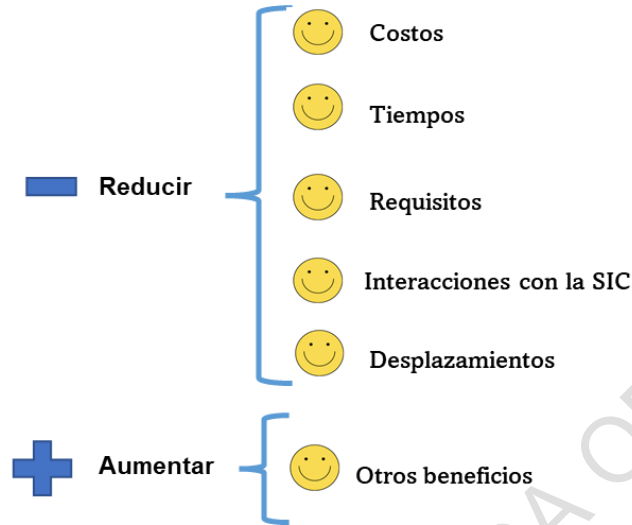 Costos
Tiempos
Reducir
Requisitos
Interacciones con la SIC
Desplazamientos
Aumentar
Otros beneficios